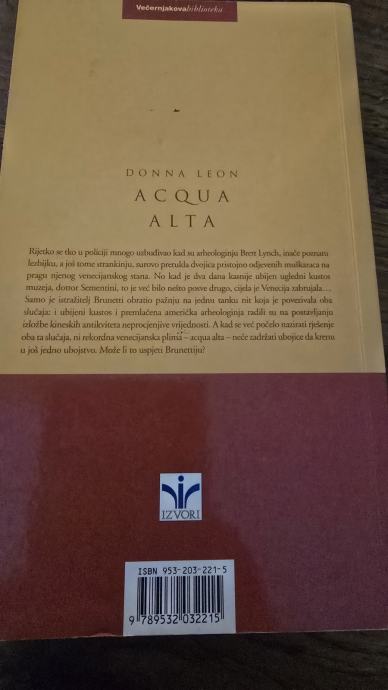 Večernjakovabiblioteka
DONNA LEON
ACQUA
ALTA
Rijetko se tko u policiji mnogo uzbuđivao kad su arheologinju Brett Lynch, inače poznatu
lezbijku, a još tome strankinju, surovo pretukla dvojica pristojno odjevenih muškaraca na
pragu njenog venecijanskog stana. No kad je dva dana kasnije ubijen ugledni kustos
muzeja, dottor Sementini, to je već bilo nešto posve drugo, cijela je Venecija zabrujala...
Samo je istražitelj Brunetti obratio pažnju na jednu tanku nit koja je povezivala oba
slučaja: i ubijeni kustos i premlaćena američka arheologinja radili su na postavljanju
izložbe kineskih antikviteta neprocjenjive vrijednosti. A kad se već počelo nazirati rješenje
oba ta slučaja, ni rekordna venecijanska plima – acqua alta – neće zadržati ubojice da krenu
u još jedno ubojstvo. Može li to uspjeti Brunettiju?
IZVORI
ISBN 953-203-221-5
9 789532 032215